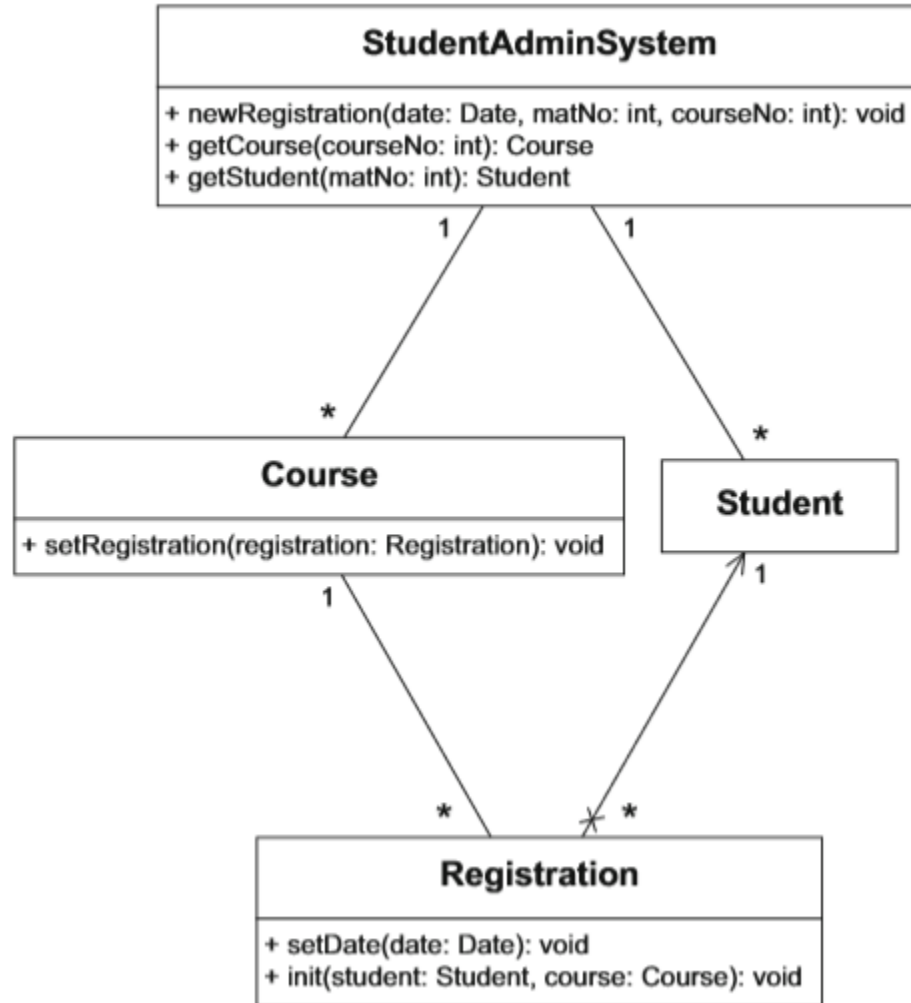 StudentAdminSystem
+ newRegistration(date: Date, matNo: int, courseNo: int): void
+ getCourse(courseNo: int): Course
+ getStudent(matNo: int): Student
1
1
*
*
Course
+ setRegistration(registration: Registration): void
Student
1
1
*
*
Registration
+ setDate(date: Date): void
+ init(student: Student, course: Course): void